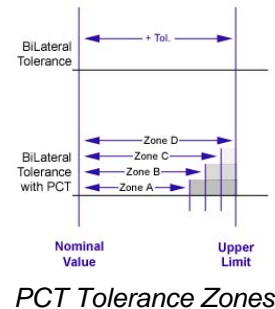 + Tol.
BiLateral
Tolerance
Zone D
Zone C
BiLateral
Tolerance
with PCT
Zone B
Zone A
Nominal
Value
Upper
Limit
PCT Tolerance Zones